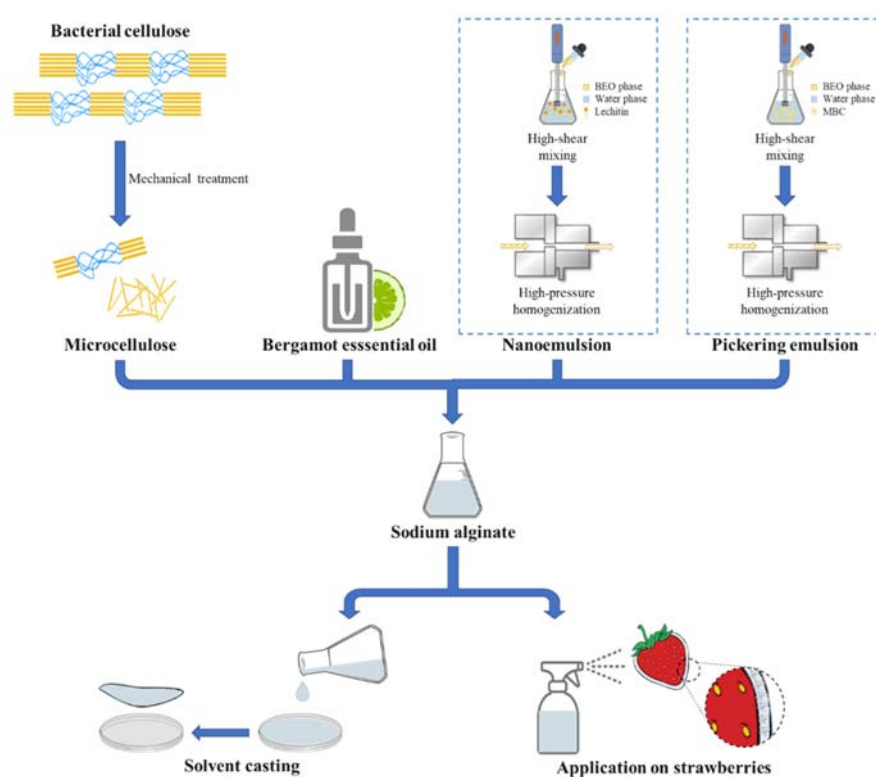 Bacterial cellulose
Mechanical treatment
Microcellulose
Bergamot esssential oil
BEO phase
Water phase
Lechitin
High-shear
mixing
High-pressure
homogenization
Nanoemulsion
BEO phase
Water phase
MBC
High-shear
mixing
High-pressure
homogenization
Pickering emulsion
Sodium alginate
Solvent casting
Application on strawberries